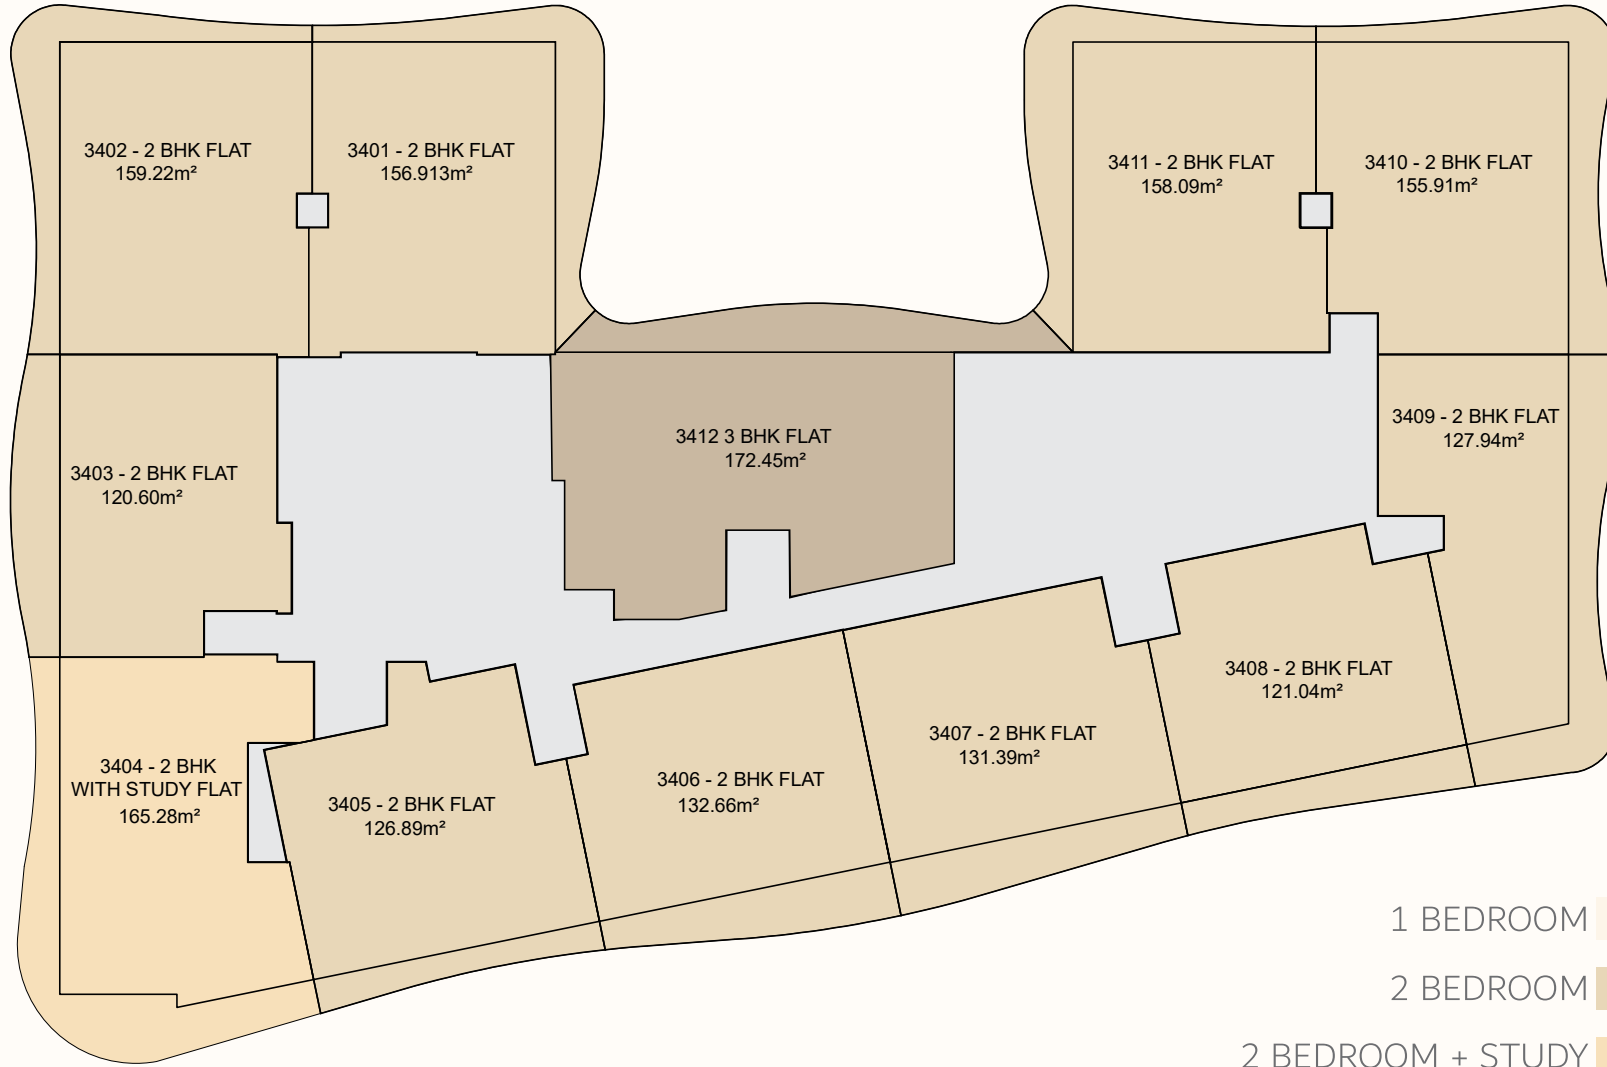 3402 - 2 BHK FLAT
159.22m²
3401 - 2 BHK FLAT
156.913m²
3411 - 2 BHK FLAT
158.09m²
3410 - 2 BHK FLAT
155.91m²
3412 3 BHK FLAT
172.45m²
3409 - 2 BHK FLAT
127.94m²
3403 - 2 BHK FLAT
120.60m²
3408 - 2 BHK FLAT
121.04m²
3407 - 2 BHK FLAT
131.39m²
3404 - 2 BHK
WITH STUDY FLAT
165.28m²
3405 - 2 BHK FLAT
126.89m²
3406 - 2 BHK FLAT
132.66m²
1 BEDROOM
2 BEDROOM
2 BEDROOM + STUDY